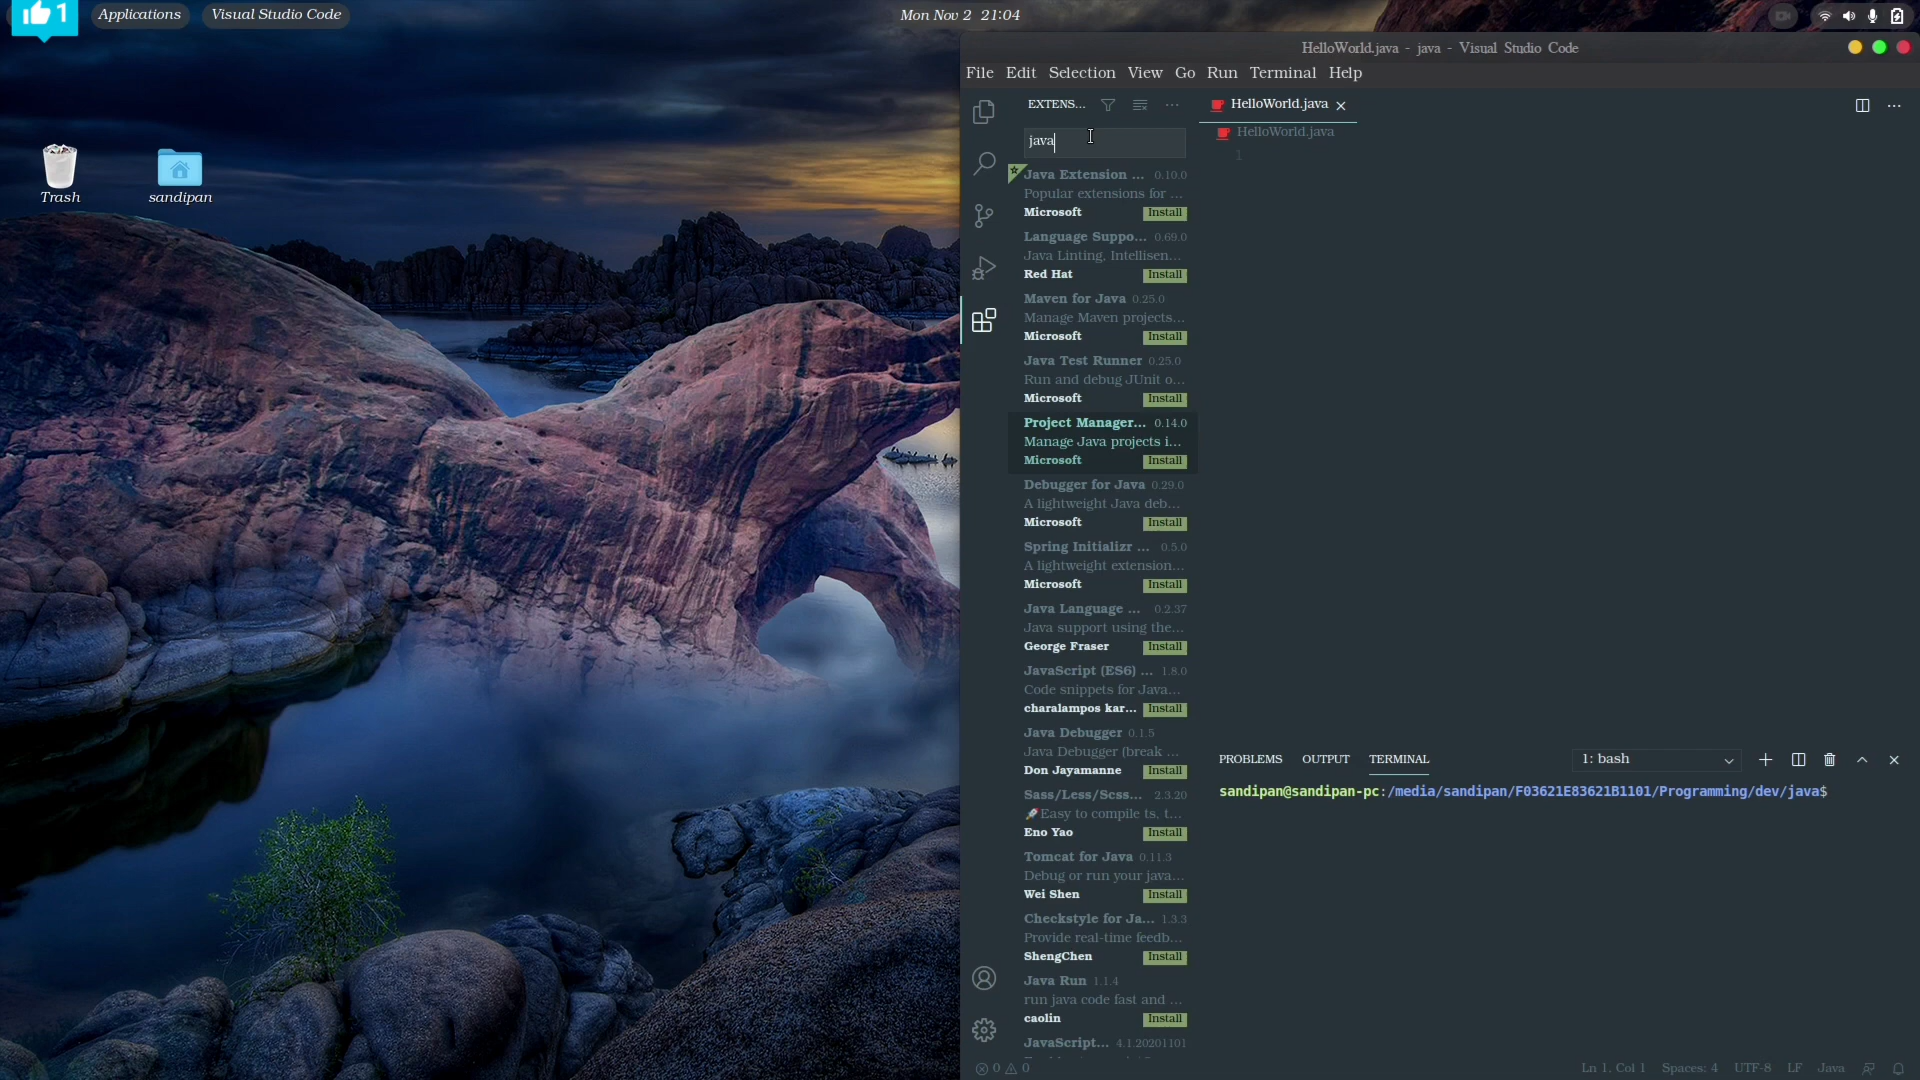 1
Applications
Visual Studio Code
Mon Nov 2 21:04
Trash
sandipan
HelloWorld.java - java - Visual Studio Code
File Edit Selection View Go Run Terminal Help
EXTENS...
java
Java Extension ... 0.10.0
Popular extensions for ...
Microsoft Install
Language Suppo... 0.69.0
Java Linting, Intellisen...
Red Hat Install
Maven for Java 0.25.0
Manage Maven projects...
Microsoft Install
Java Test Runner 0.25.0
Run and debug JUnit o...
Microsoft Install
Project Manager... 0.14.0
Manage Java projects i...
Microsoft Install
Debugger for Java 0.29.0
A lightweight Java deb...
Microsoft Install
Spring Initializr ... 0.5.0
A lightweight extension...
Microsoft Install
Java Language ... 0.2.37
Java support using the...
George Fraser Install
JavaScript (ES6) ... 1.8.0
Code snippets for Java...
charalampos kar... Install
Java Debugger 0.1.5
Java Debugger (break ...
Don Jayamanne Install
Sass/Less/Scss... 2.3.20
🚀Easy to compile ts, t...
Eno Yao Install
Tomcat for Java 0.11.3
Debug or run your java...
Wei Shen Install
Checkstyle for Ja... 1.3.3
Provide real-time feedb...
ShengChen Install
Java Run 1.1.4
run java code fast and ...
caolin Install
JavaScript... 4.1.20201101
HelloWorld.java
HelloWorld.java
1
PROBLEMS OUTPUT TERMINAL
1: bash
sandipan@sandipan-pc:/media/sandipan/F03621E83621B1101/Programming/dev/java$
0 0
Ln 1, Col 1 Spaces: 4 UTF-8 LF Java